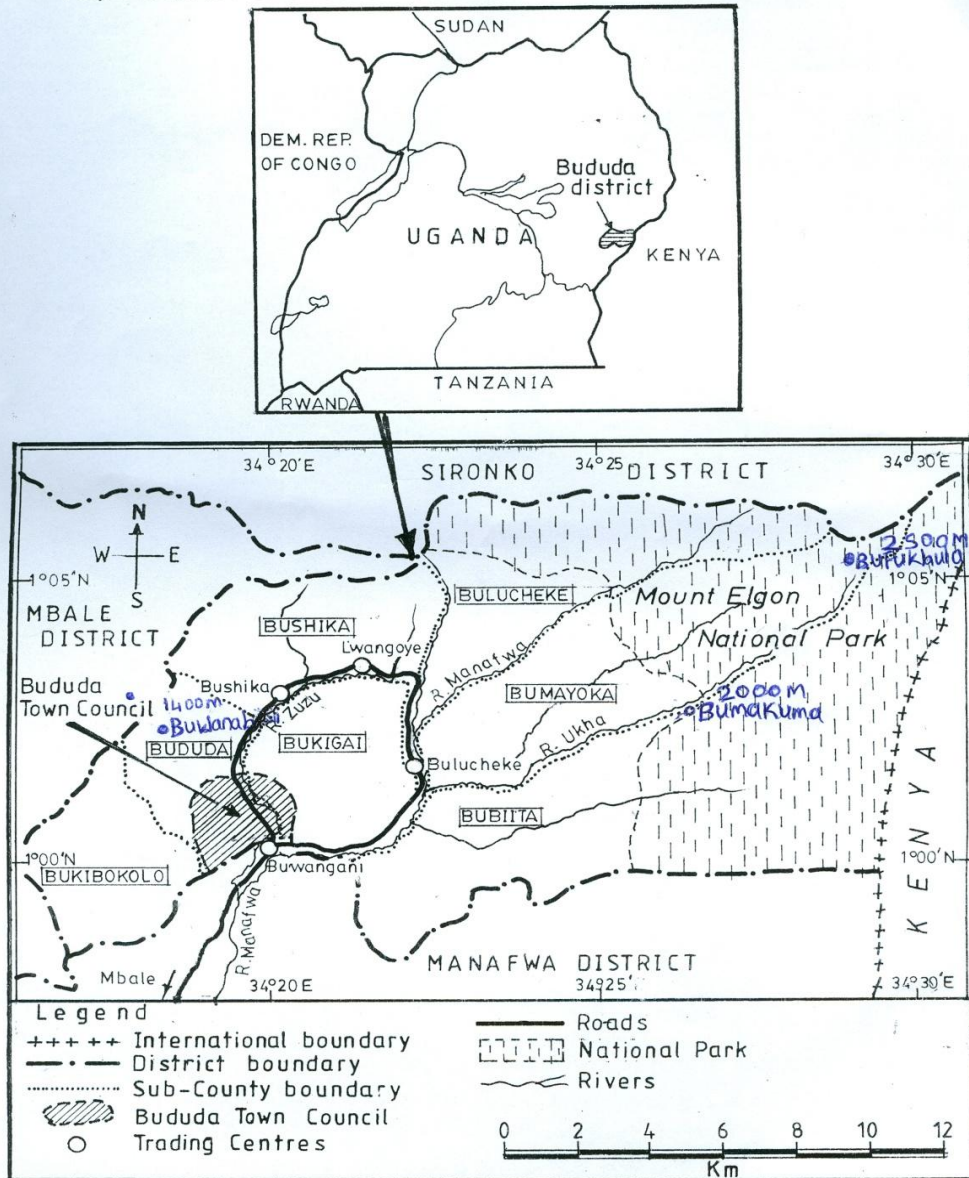 SUDAN
DEM. REP.
OF CONGO
Bududa
district
UGANDA
KENYA
TANZANIA
RWANDA
34°20'E
34°25'
34°30'E
SIRONKO DISTRICT
N
W E
S
1°05'N
2500M
Bufukhula
1°05'N
MBALE
DISTRICT
BULUCHEKE
Mount Elgon
National Park
BUSHIKA
Lwangoye
R. Manafwa
Bududa
Town Council
Bushika
R. Zuzu
BUMAYOKA
2000m
Bumakuma
1400m
BUDUDA
BUKIGAI
R. Ukha
Bulucheke
BUBIITA
KENYA
1°00'N
Buwangani
1°00'N
BUKIBOKOLO
R. Manafwa
MANAFWA DISTRICT
Mbale
34°20'E
34°25'
34°30'E
Legend
International boundary
District boundary
Sub-County boundary
Bududa Town Council
Trading Centres
Roads
National Park
Rivers
0 2 4 6 8 10 12
Km